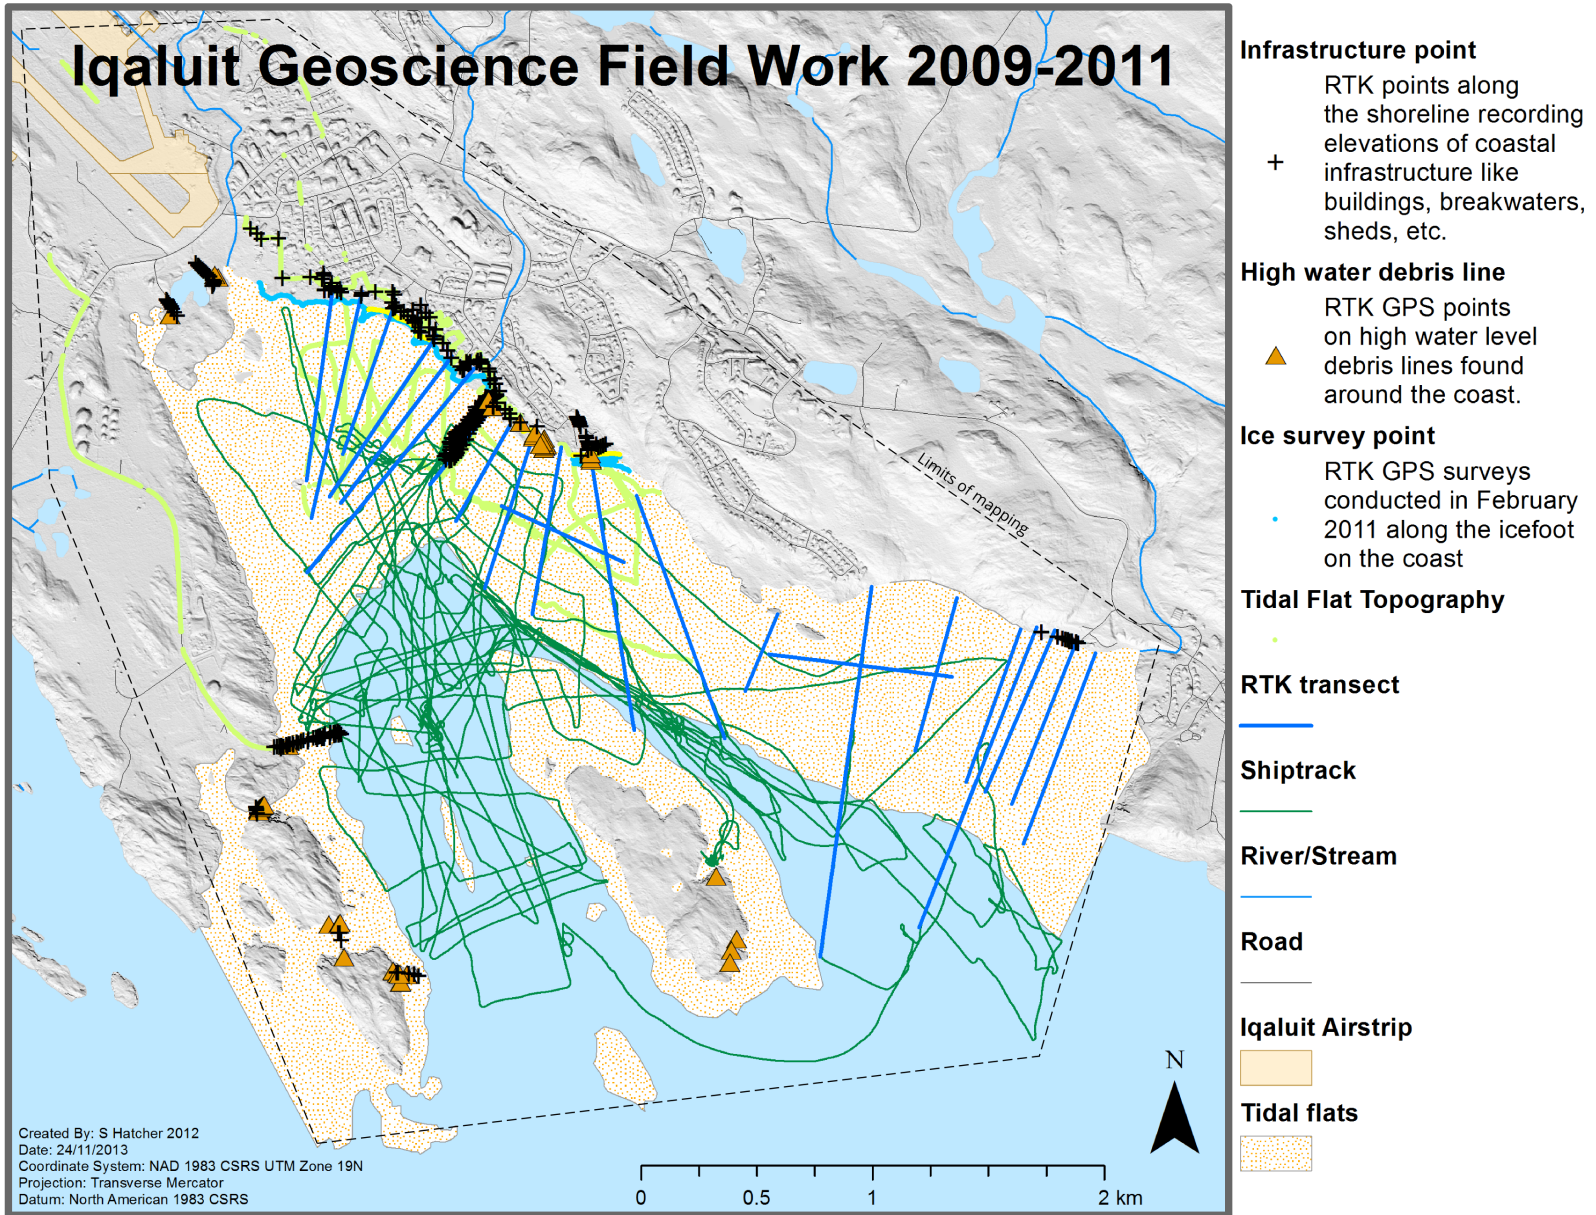 Iqaluit Geoscience Field Work 2009-2011
Limits of mapping
Created By: S Hatcher 2012
Date: 24/11/2013
Coordinate System: NAD 1983 CSRS UTM Zone 19N
Projection: Transverse Mercator
Datum: North American 1983 CSRS
0 0.5 1 2 km
N
Infrastructure point
RTK points along
the shoreline recording
elevations of coastal
infrastructure like
buildings, breakwaters,
sheds, etc.
High water debris line
RTK GPS points
on high water level
debris lines found
around the coast.
Ice survey point
RTK GPS surveys
conducted in February
2011 along the icefoot
on the coast
Tidal Flat Topography
RTK transect
Shiptrack
River/Stream
Road
Iqaluit Airstrip
Tidal flats